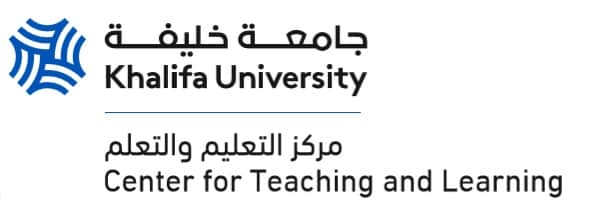 جامعة خليفة
Khalifa University
مركز التعليم والتعلم
Center for Teaching and Learning